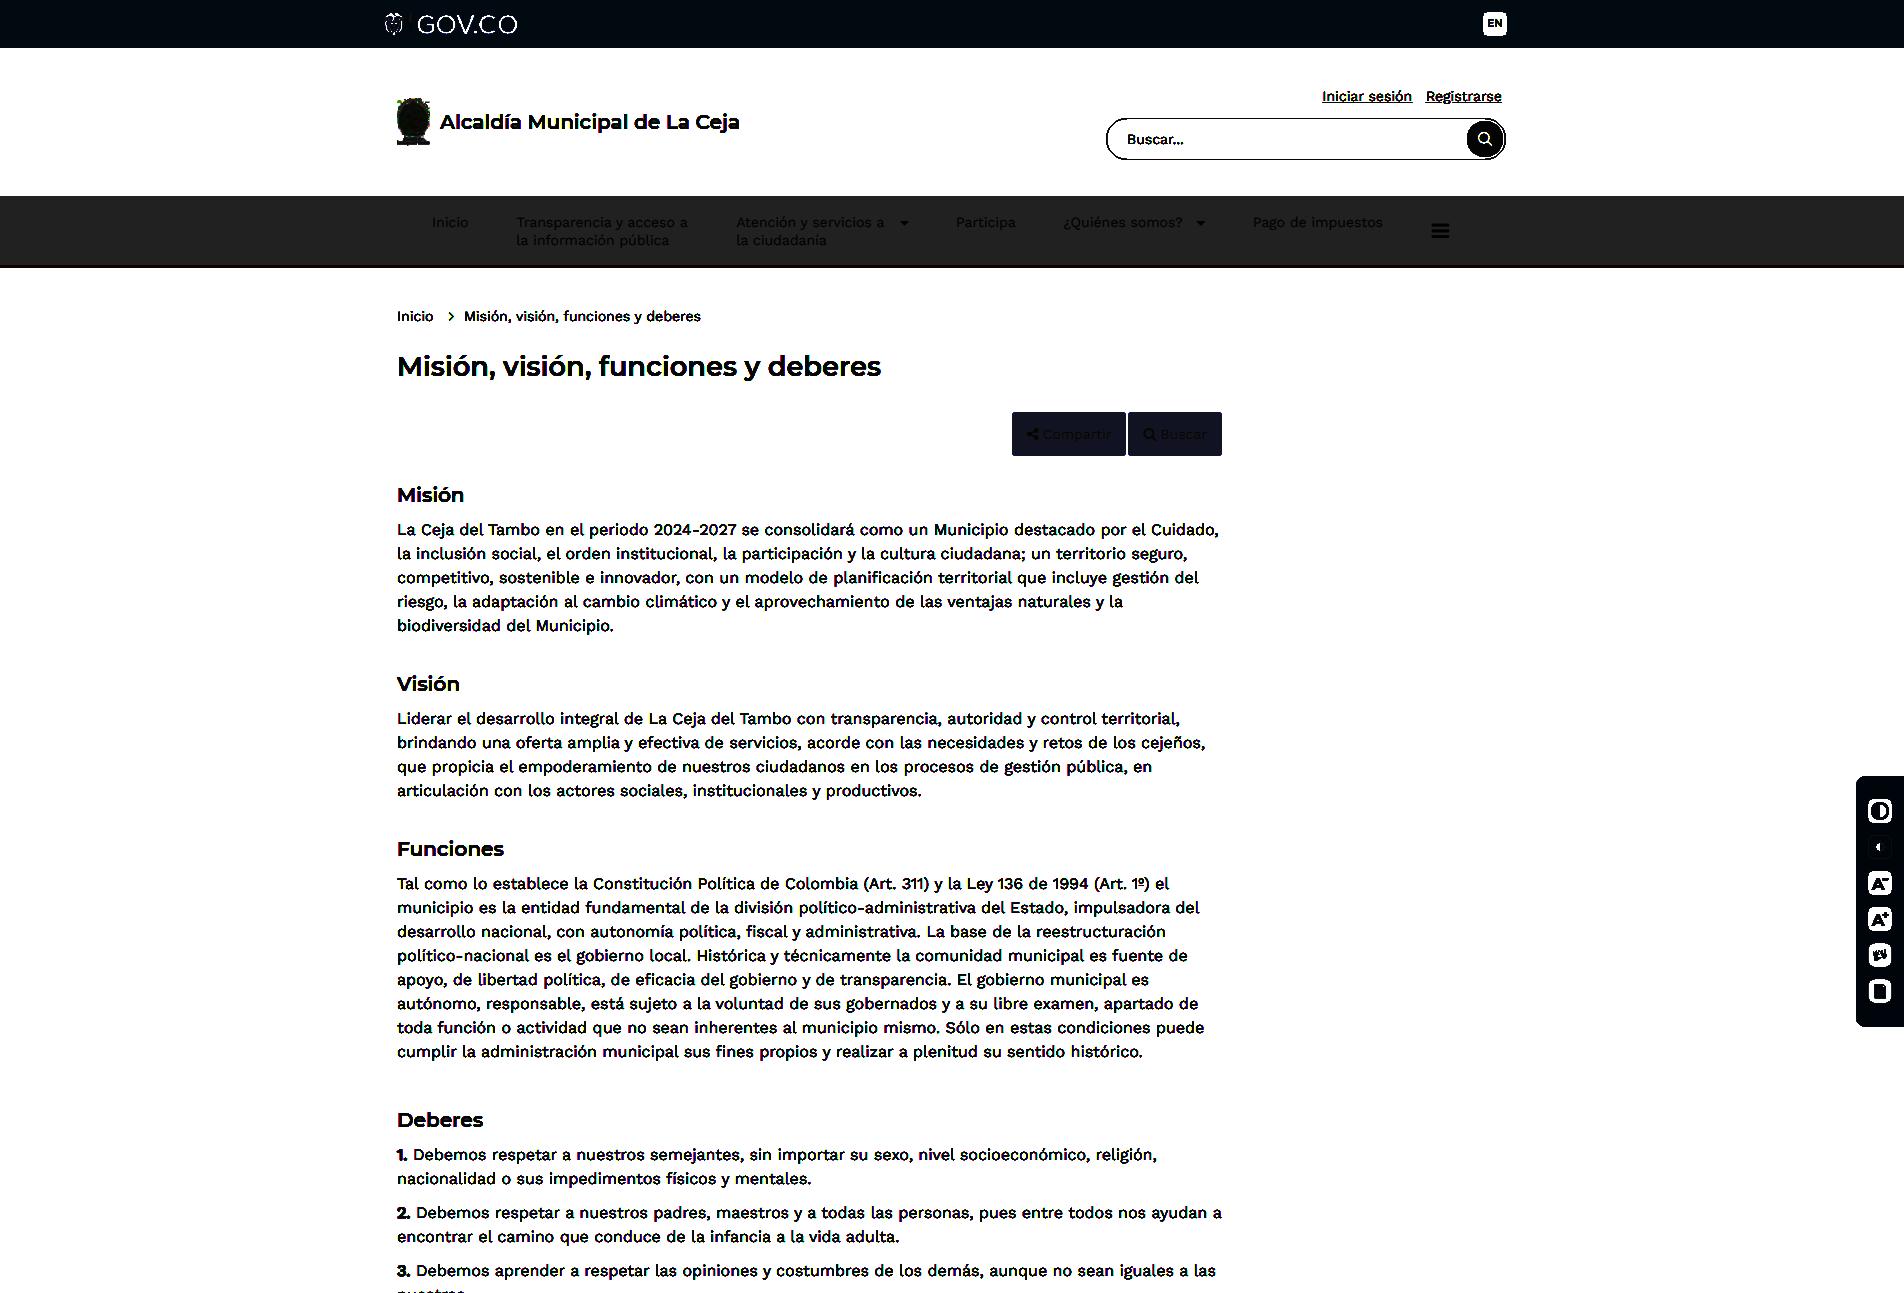 GOV.CO
EN
Iniciar sesión Registrarse
Alcaldía Municipal de La Ceja
Buscar...
Inicio
Transparencia y acceso a
la información pública
Atención y servicios a
la ciudadanía
Participa
¿Quiénes somos?
Pago de impuestos
Inicio > Misión, visión, funciones y deberes
Misión, visión, funciones y deberes
Compartir Buscar
Misión
La Ceja del Tambo en el periodo 2024-2027 se consolidará como un Municipio destacado por el Cuidado,
la inclusión social, el orden institucional, la participación y la cultura ciudadana; un territorio seguro,
competitivo, sostenible e innovador, con un modelo de planificación territorial que incluye gestión del
riesgo, la adaptación al cambio climático y el aprovechamiento de las ventajas naturales y la
biodiversidad del Municipio.
Visión
Liderar el desarrollo integral de La Ceja del Tambo con transparencia, autoridad y control territorial,
brindando una oferta amplia y efectiva de servicios, acorde con las necesidades y retos de los cejeños,
que propicia el empoderamiento de nuestros ciudadanos en los procesos de gestión pública, en
articulación con los actores sociales, institucionales y productivos.
Funciones
Tal como lo establece la Constitución Política de Colombia (Art. 311) y la Ley 136 de 1994 (Art. 1º) el
municipio es la entidad fundamental de la división político-administrativa del Estado, impulsadora del
desarrollo nacional, con autonomía política, fiscal y administrativa. La base de la reestructuración
político-nacional es el gobierno local. Histórica y técnicamente la comunidad municipal es fuente de
apoyo, de libertad política, de eficacia del gobierno y de transparencia. El gobierno municipal es
autónomo, responsable, está sujeto a la voluntad de sus gobernados y a su libre examen, apartado de
toda función o actividad que no sean inherentes al municipio mismo. Sólo en estas condiciones puede
cumplir la administración municipal sus fines propios y realizar a plenitud su sentido histórico.
Deberes
1. Debemos respetar a nuestros semejantes, sin importar su sexo, nivel socioeconómico, religión,
nacionalidad o sus impedimentos físicos y mentales.
2. Debemos respetar a nuestros padres, maestros y a todas las personas, pues entre todos nos ayudan a
encontrar el camino que conduce de la infancia a la vida adulta.
3. Debemos aprender a respetar las opiniones y costumbres de los demás, aunque no sean iguales a las
A-
A+